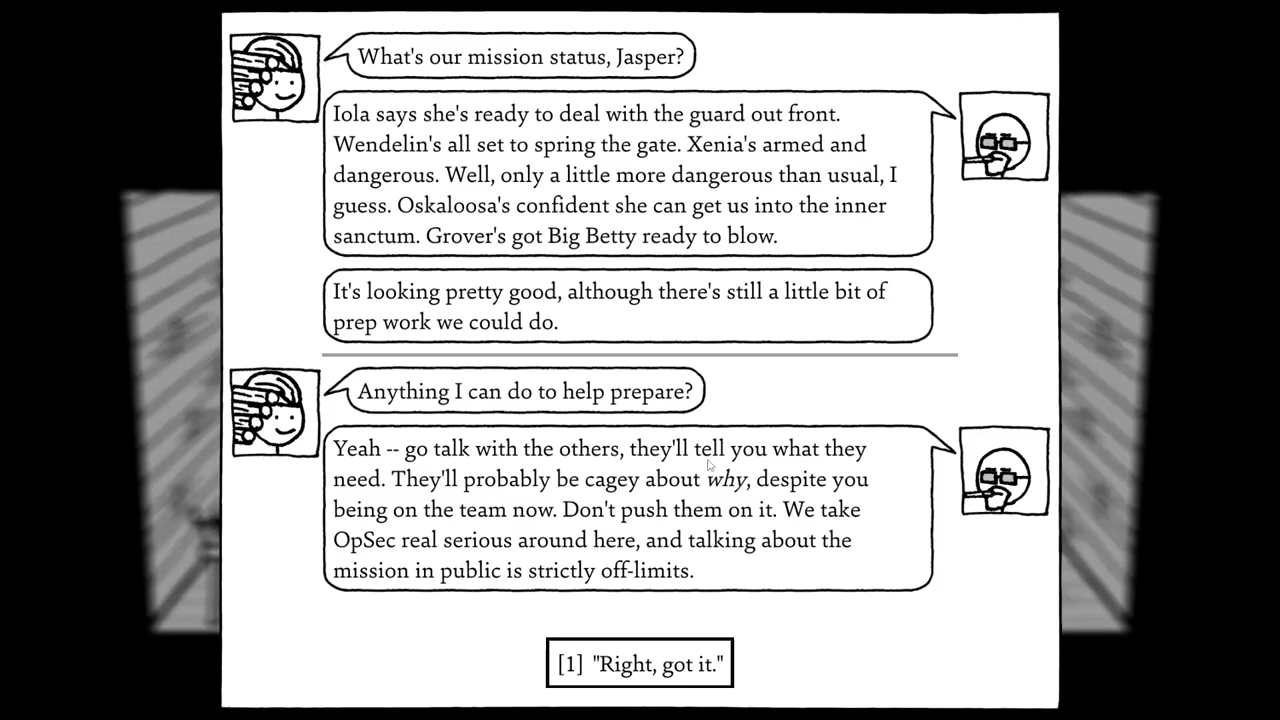 What's our mission status, Jasper?
Iola says she's ready to deal with the guard out front.
Wendelin's all set to spring the gate. Xenia's armed and
dangerous. Well, only a little more dangerous than usual, I
guess. Oskaloosa's confident she can get us into the inner
sanctum. Grover's got Big Betty ready to blow.
It's looking pretty good, although there's still a little bit of
prep work we could do.
Anything I can do to help prepare?
Yeah -- go talk with the others, they'll tell you what they
need. They'll probably be cagey about why, despite you
being on the team now. Don't push them on it. We take
OpSec real serious around here, and talking about the
mission in public is strictly off-limits.
[1] "Right, got it."